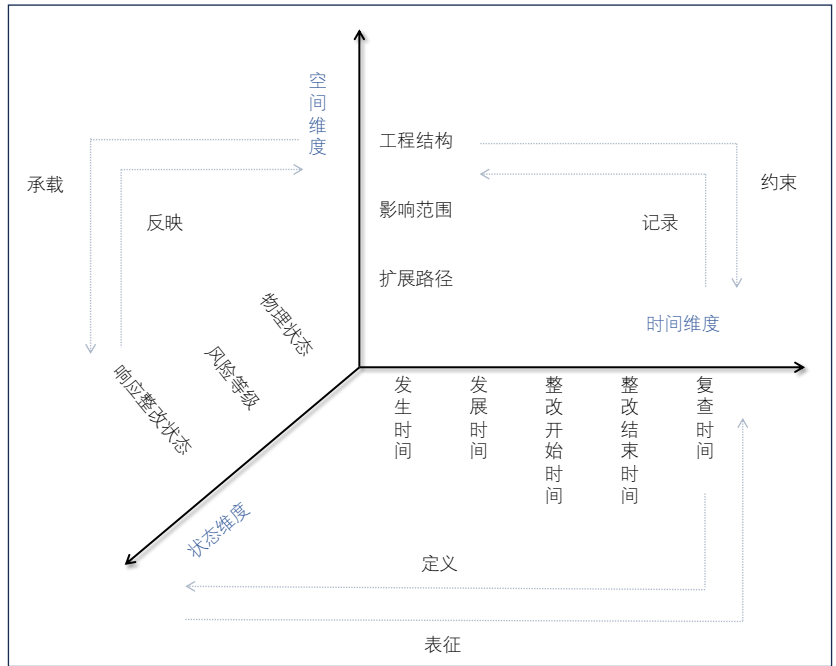 空间维度
工程结构
承载
约束
反映
影响范围
记录
扩展路径
物理状态
时间维度
风险等级
响应整改状态
发生时间
发展时间
整改开始时间
整改结束时间
复查时间
状态维度
定义
表征